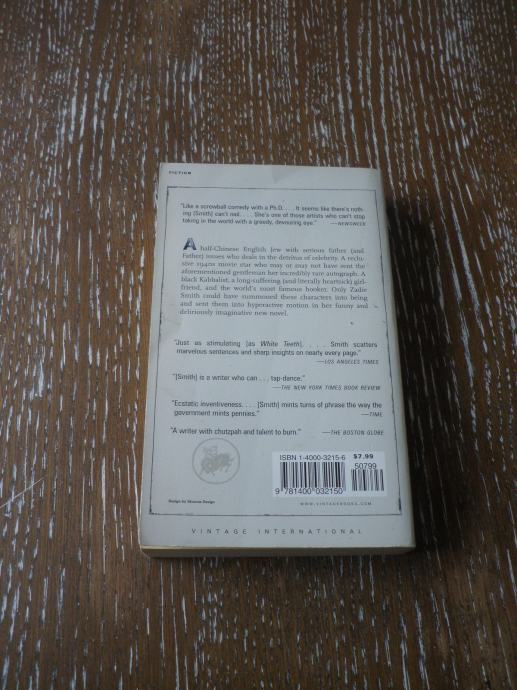 FICTION
"Like a screwball comedy with a Ph.D. . . . It seems like there's noth-
ing [Smith] can't nail. . . . She's one of those artists who can't stop
taking in the world with a greedy, devouring eye." —NEWSWEEK
A half-Chinese English Jew with serious father (and
Father) issues who deals in the detritus of celebrity. A reclu-
sive 1940s movie star who may or may not have sent the
aforementioned gentleman her incredibly rare autograph. A
black Kabbalist, a long-suffering (and literally heartsick) girl-
friend, and the world's most famous hooker. Only Zadie
Smith could have summoned these characters into being
and sent them into hyperactive motion in her funny and
deliriously imaginative new novel.
"Just as stimulating [as White Teeth]. . . . Smith scatters
marvelous sentences and sharp insights on nearly every page."
—LOS ANGELES TIMES
"[Smith] is a writer who can . . . tap-dance."
—THE NEW YORK TIMES BOOK REVIEW
"Ecstatic inventiveness. . . . [Smith] mints turns of phrase the way the
government mints pennies." —TIME
"A writer with chutzpah and talent to burn." —THE BOSTON GLOBE
ISBN 1-4000-3215-6 $7.99
50799
9 781400 032150
Design by Mucca Design
WWW.VINTAGEBOOKS.COM
VINTAGE INTERNATIONAL